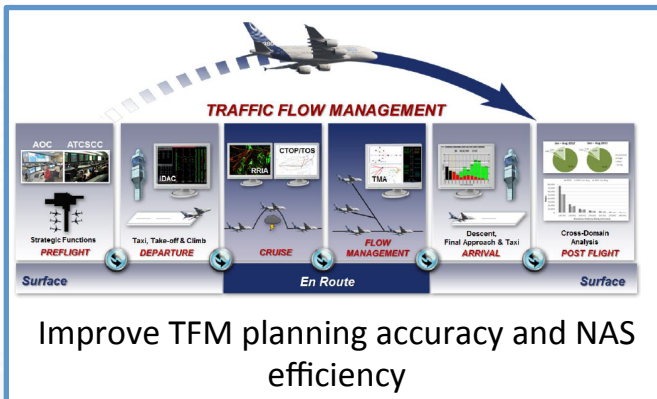 TRAFFIC FLOW MANAGEMENT
AOC
ATCSCC
Strategic Functions
PREFLIGHT
IDAC
Taxi, Take-off & Climb
DEPARTURE
RRIA
CTOP/TOS
CRUISE
TMA
FLOW
MANAGEMENT
Descent,
Final Approach & Taxi
ARRIVAL
Cross-Domain
Analysis
POST FLIGHT
Surface
En Route
Surface
Improve TFM planning accuracy and NAS
efficiency